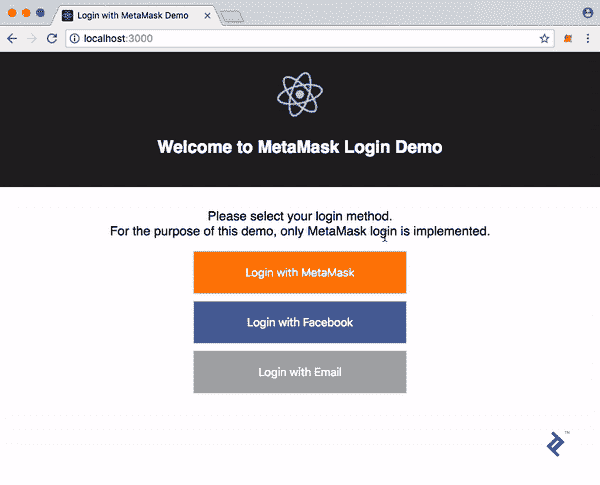 Login with MetaMask Demo
localhost:3000
Welcome to MetaMask Login Demo
Please select your login method.
For the purpose of this demo, only MetaMask login is implemented.
Login with MetaMask
Login with Facebook
Login with Email
™